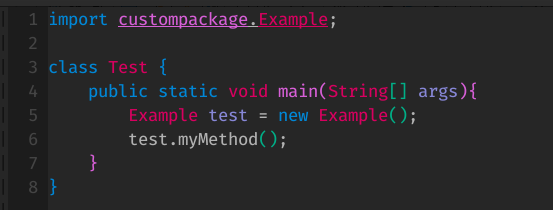 1 import custompackage.Example;
2
3 class Test {
4     public static void main(String[] args){
5         Example test = new Example();
6         test.myMethod();
7     }
8 }